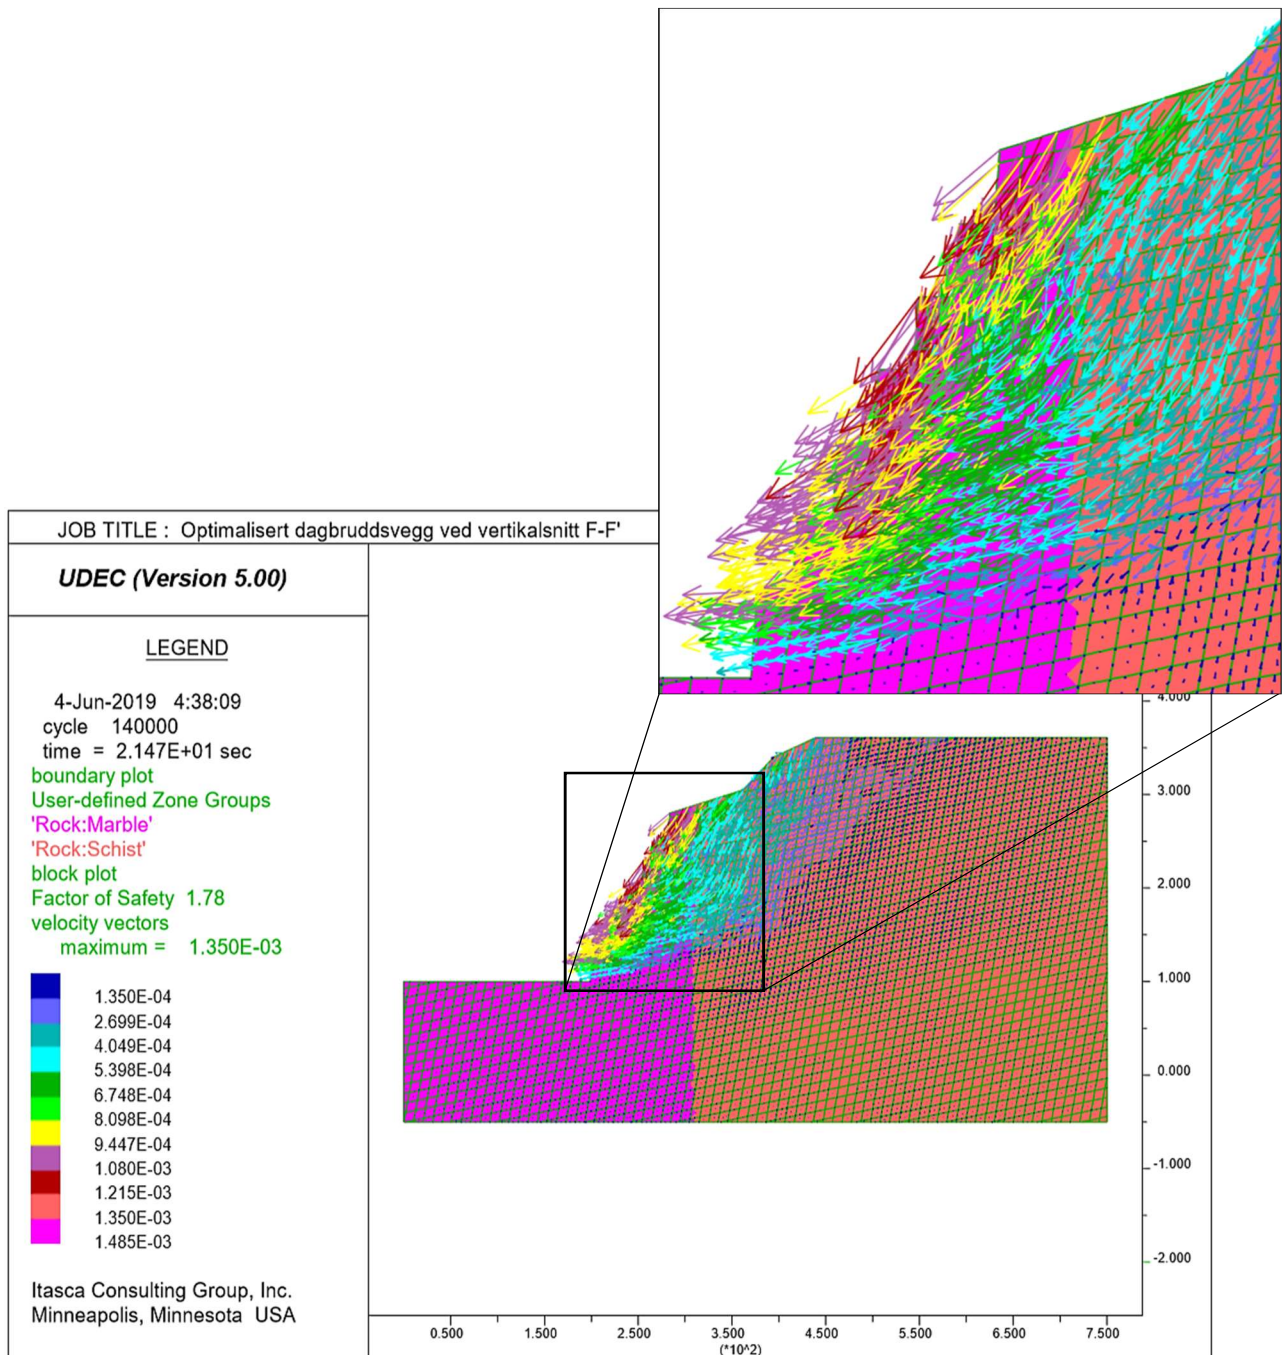 JOB TITLE : Optimalisert dagbruddsvegg ved vertikalsnitt F-F'
UDEC (Version 5.00)
LEGEND
4-Jun-2019 4:38:09
cycle 140000
time = 2.147E+01 sec
boundary plot
User-defined Zone Groups
'Rock:Marble'
'Rock:Schist'
block plot
Factor of Safety 1.78
velocity vectors
maximum = 1.350E-03
1.350E-04
2.699E-04
4.049E-04
5.398E-04
6.748E-04
8.098E-04
9.447E-04
1.080E-03
1.215E-03
1.350E-03
1.485E-03
Itasca Consulting Group, Inc.
Minneapolis, Minnesota USA
4.000
3.000
2.000
1.000
0.000
-1.000
-2.000
0.500 1.500 2.500 3.500 4.500 5.500 6.500 7.500
(*10^2)